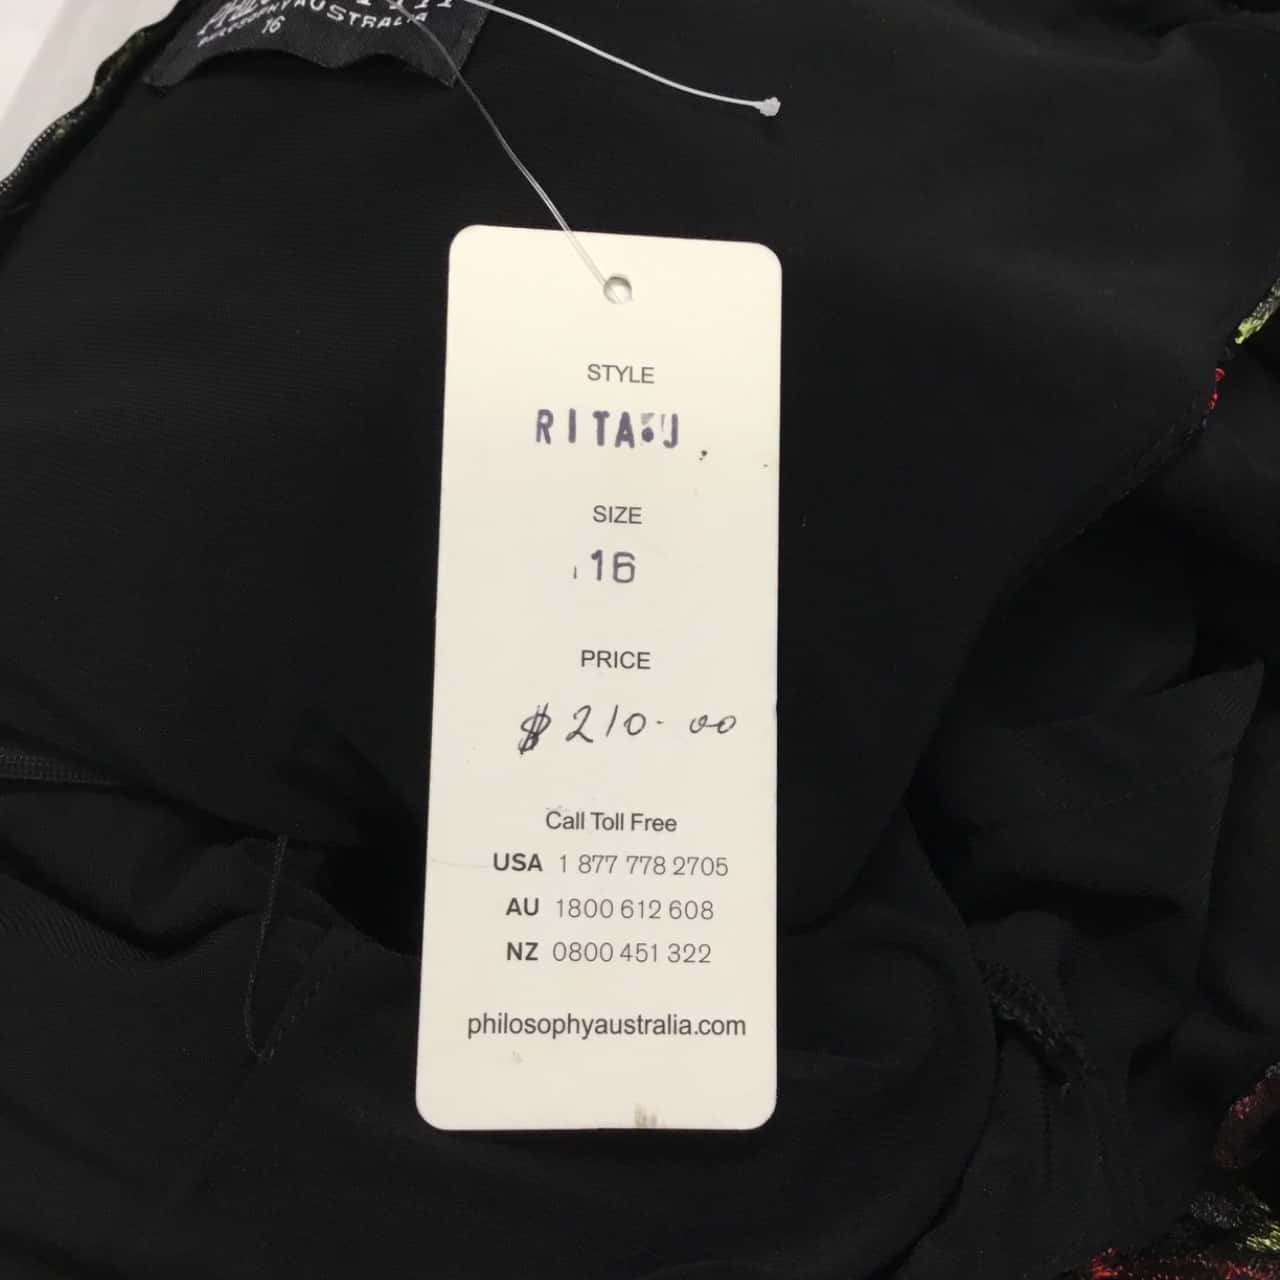 PHILOSOPHYAUSTRALIA
16
STYLE
SIZE
16
PRICE
$210.00
Call Toll Free
USA 1 877 778 2705
AU 1800 612 608
NZ 0800 451 322
philosophyaustralia.com